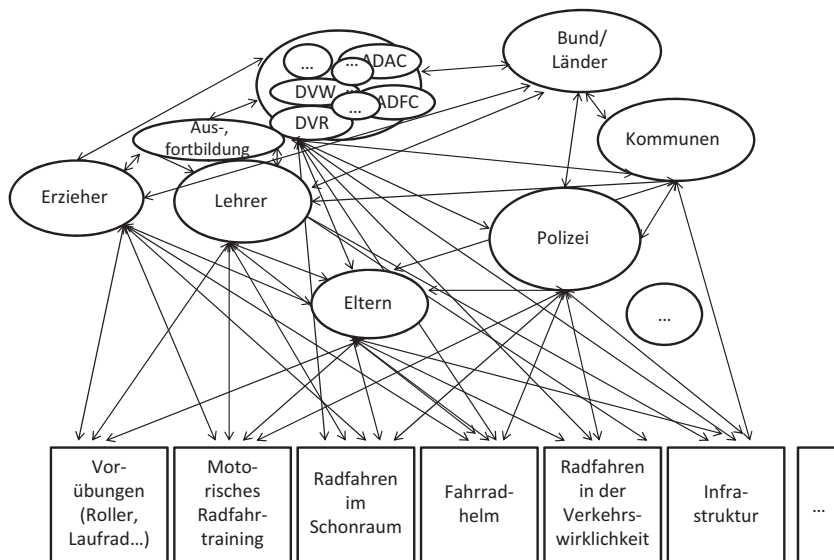 Bund/
Länder
...
...
ADAC
DVW
...
ADFC
...
DVR
Aus-,
fortbildung
Kommunen
Erzieher
Lehrer
Polizei
Eltern
...
Vor-
übungen
(Roller,
Laufrad...)
Moto-
risches
Radfahr-
training
Radfahren
im
Schonraum
Fahrrad-
helm
Radfahren
in der
Verkehrs-
wirklichkeit
Infra-
struktur
...